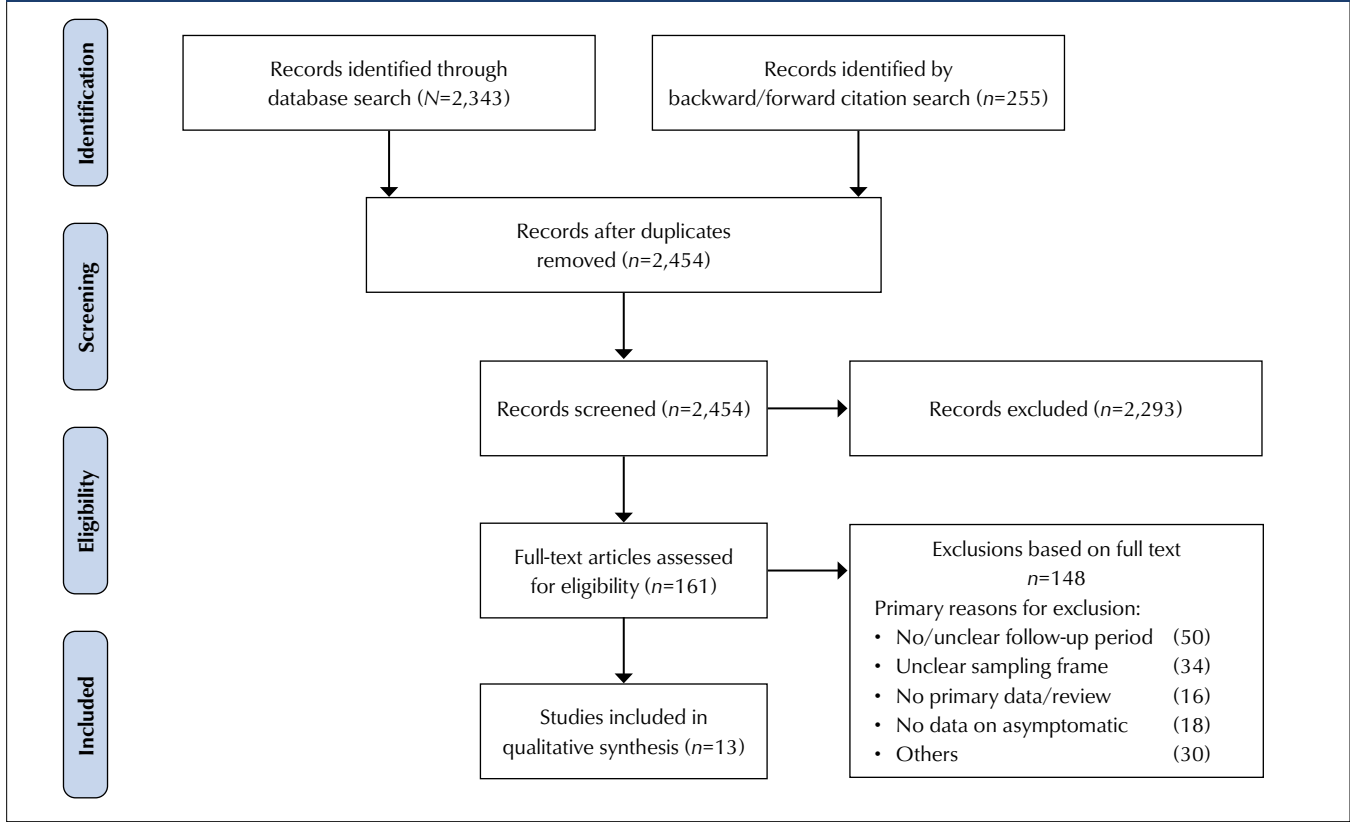 Identification
Records identified through
database search (N=2,343)
Records identified by
backward/forward citation search (n=255)
Screening
Records after duplicates
removed (n=2,454)
Records screened (n=2,454)
Records excluded (n=2,293)
Eligibility
Full-text articles assessed
for eligibility (n=161)
Exclusions based on full text
n=148
Primary reasons for exclusion:
• No/unclear follow-up period (50)
• Unclear sampling frame (34)
• No primary data/review (16)
• No data on asymptomatic (18)
• Others (30)
Included
Studies included in
qualitative synthesis (n=13)